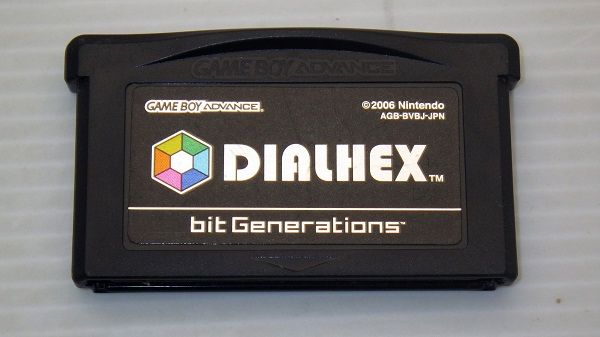 GAME BOY ADVANCE
GAME BOY ADVANCE
©2006 Nintendo
AGB-BVBJ-JPN
DIALHEX™
bit Generations™